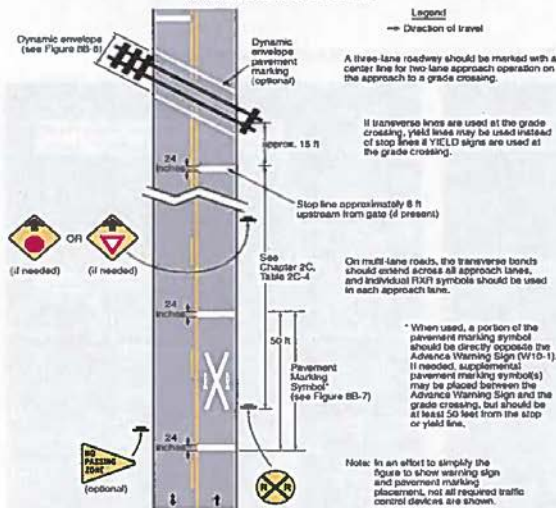 Legend
Direction of travel
Dynamic envelope
(see Figure 8B-8)
Dynamic
envelope
pavement
marking
(optional)
A three-lane roadway should be marked with a
center line for two-lane approach operation on
the approach to a grade crossing.
If transverse lines are used at the grade
crossing, yield lines may be used instead
of stop lines if YIELD signs are used at
the grade crossing.
approx. 15 ft
24
inches
Stop line approximately 8 ft
upstream from gate (if present)
OR
(if needed)
(if needed)
See
Chapter 2C,
Table 2C-4
On multi-lane roads, the transverse bands
should extend across all approach lanes,
and individual RXR symbols should be used
in each approach lane.
24
inches
50 ft
Pavement
Marking
Symbol*
(see Figure 8B-7)
* When used, a portion of the
pavement marking symbol
should be directly opposite the
Advance Warning Sign (W10-1).
If needed, supplemental
pavement marking symbol(s)
may be placed between the
Advance Warning Sign and the
grade crossing, but should be
at least 50 feet from the stop
or yield line.
24
inches
NO
PASSING
ZONE
(optional)
R R
Note: In an effort to simplify the
figure to show warning sign
and pavement marking
placement, not all required traffic
control devices are shown.